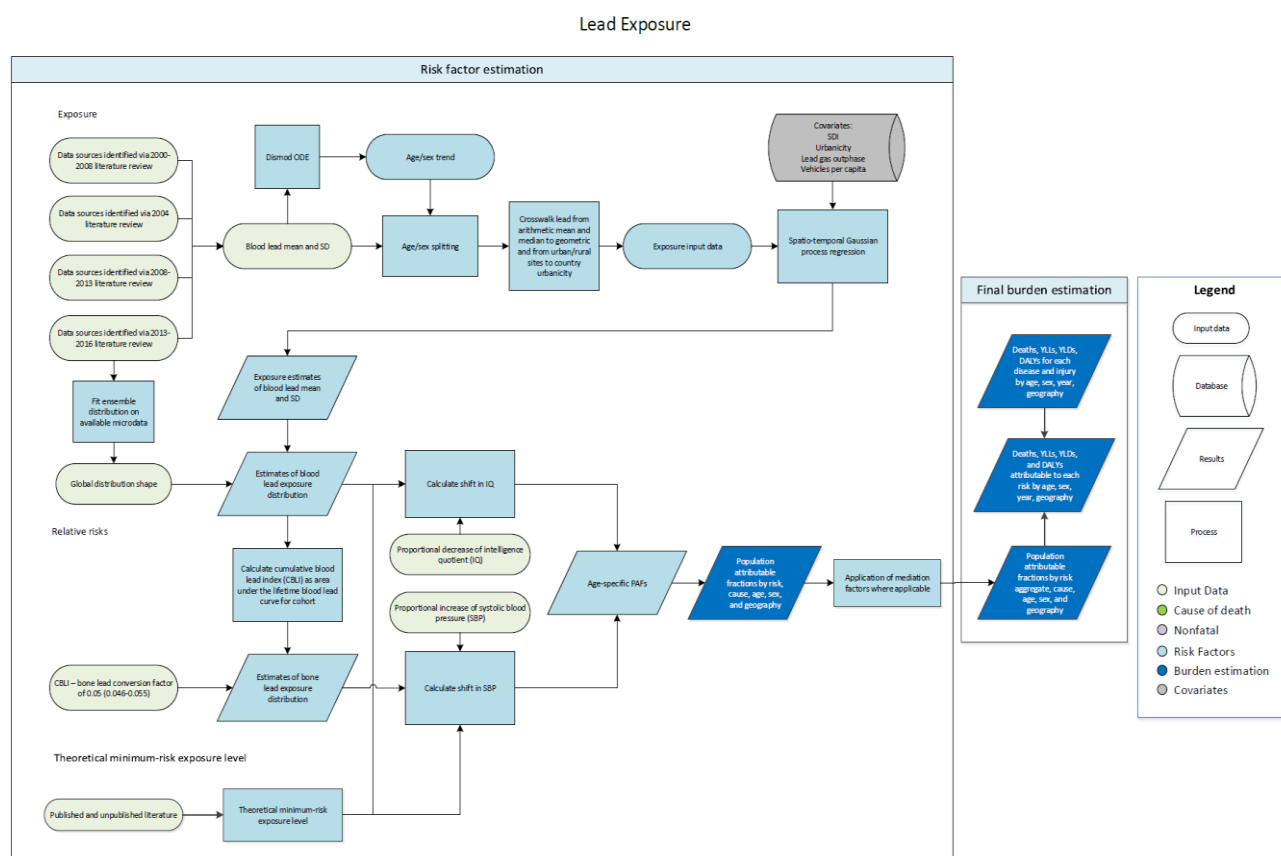 Lead Exposure
Risk factor estimation
Exposure
Data sources identified via 2000-
2008 literature review
Data sources identified via 2004
literature review
Data sources identified via 2008-
2013 literature review
Data sources identified via 2013-
2016 literature review
Fit ensemble
distribution on
available microdata
Global distribution shape
Blood lead mean and SD
Dismod ODE
Age/sex trend
Age/sex splitting
Crosswalk lead from
arithmetic mean and
median to geometric
and from urban/rural
sites to country
urbanicity
Exposure input data
Covariates:
SDI
Urbanicity
Lead gas outphase
Vehicles per capita
Spatio-temporal Gaussian
process regression
Exposure estimates
of blood lead mean
and SD
Estimates of blood
lead exposure
distribution
Calculate shift in IQ
Proportional decrease of intelligence
quotient (IQ)
Relative risks
Calculate cumulative blood
lead index (CBLI) as area
under the lifetime blood lead
curve for cohort
Proportional increase of systolic blood
pressure (SBP)
CBLI – bone lead conversion factor
of 0.05 (0.046-0.055)
Estimates of bone
lead exposure
distribution
Calculate shift in SBP
Age-specific PAFs
Population
attributable
fractions by risk,
cause, age, sex,
and geography
Application of mediation
factors where applicable
Theoretical minimum-risk exposure level
Published and unpublished literature
Theoretical minimum-risk
exposure level
Final burden estimation
Deaths, YLLs, YLDs,
DALYs for each
disease and injury
by age, sex, year,
geography
Deaths, YLLs, YLDs,
and DALYs
attributable to each
risk by age, sex,
year, geography
Population
attributable
fractions by risk
aggregate, cause,
age, sex, and
geography
Legend
Input data
Database
Results
Process
Input Data
Cause of death
Nonfatal
Risk Factors
Burden estimation
Covariates